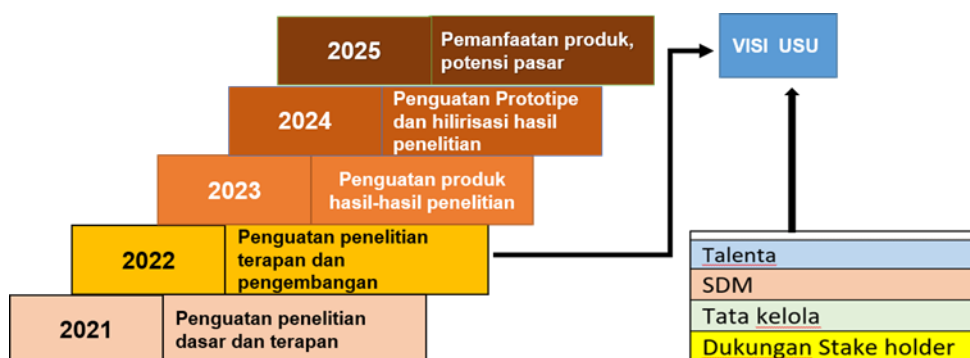 2025
Pemanfaatan produk,
potensi pasar
VISI USU
2024
Penguatan Prototipe
dan hilirisasi hasil
penelitian
2023
Penguatan produk
hasil-hasil penelitian
2022
Penguatan penelitian
terapan dan
pengembangan
2021
Penguatan penelitian
dasar dan terapan
Talenta
SDM
Tata kelola
Dukungan Stake holder